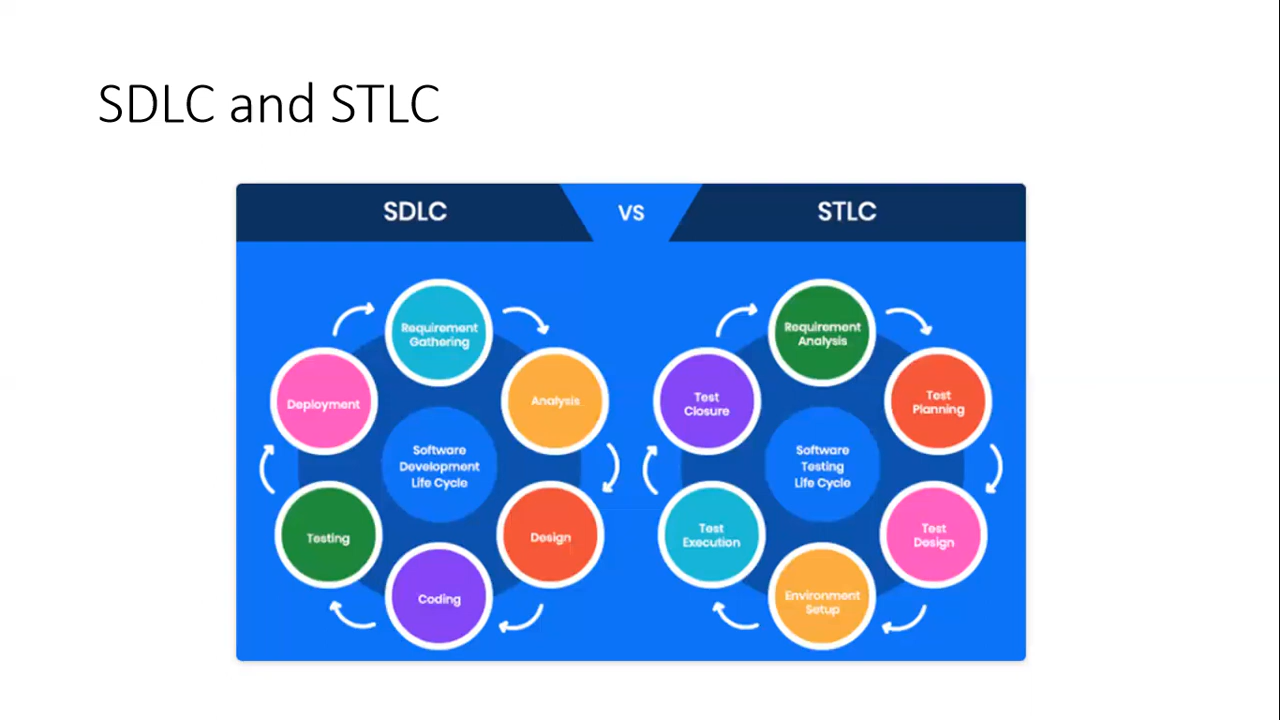 SDLC and STLC
SDLC
VS
STLC
Requirement
Gathering
Analysis
Design
Coding
Testing
Deployment
Software
Development
Life Cycle
Requirement
Analysis
Test
Planning
Test
Design
Environment
Setup
Test
Execution
Test
Closure
Software
Testing
Life Cycle